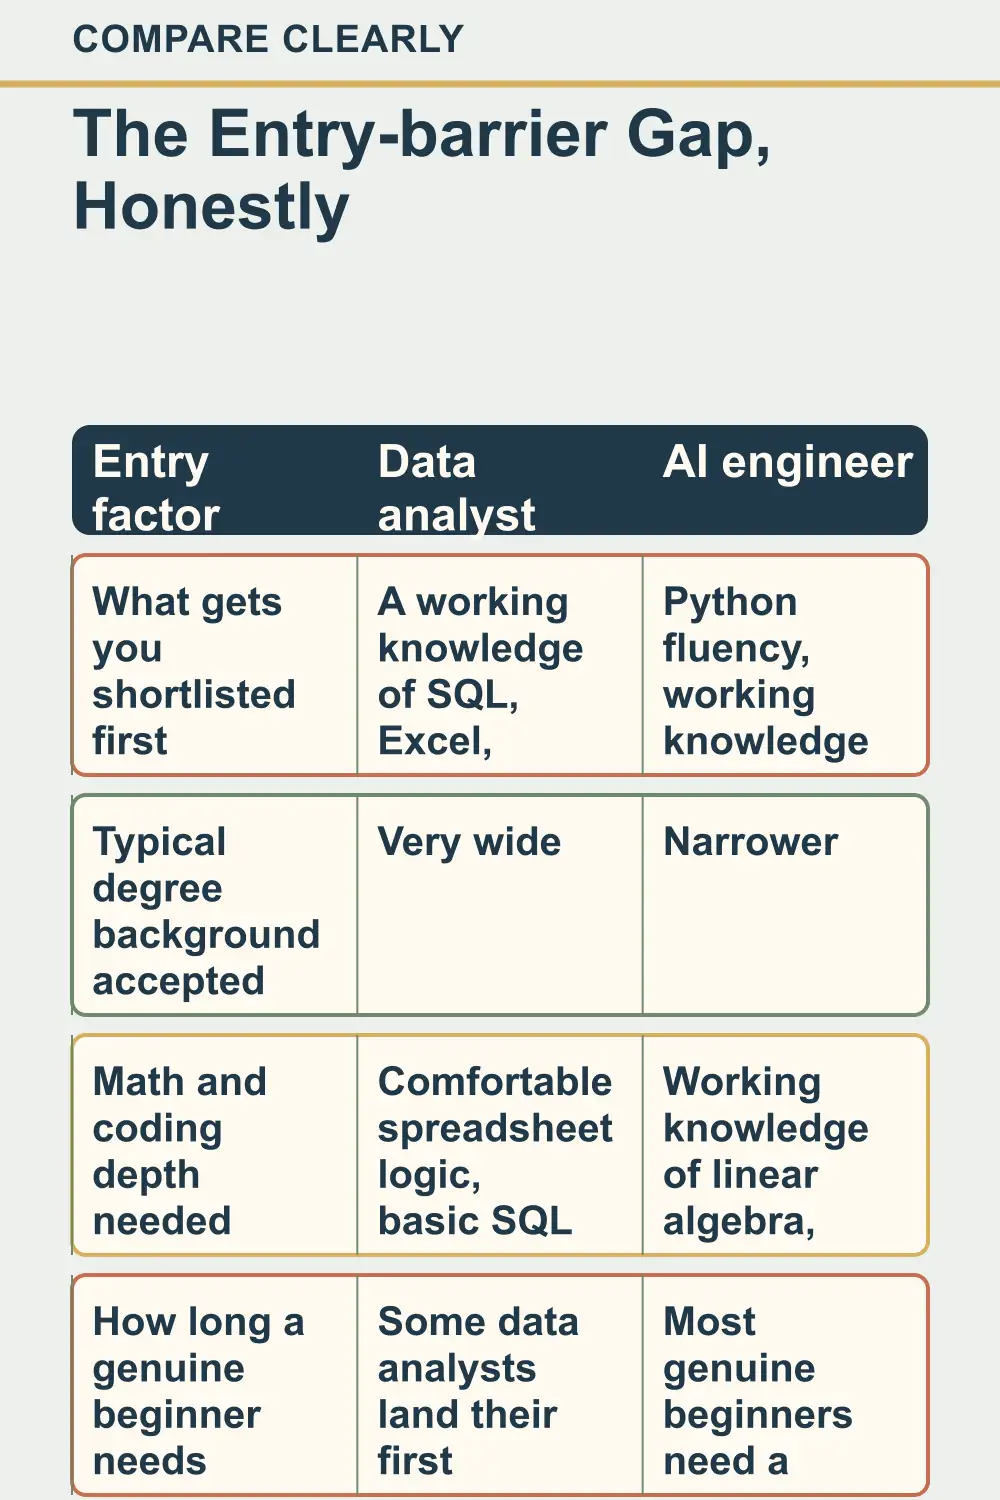 COMPARE CLEARLY
The Entry-barrier Gap,
Honestly
Entry
factor
Data
analyst
AI engineer
What gets
you
shortlisted
first
A working
knowledge
of SQL,
Excel,
Python
fluency,
working
knowledge
Typical
degree
background
accepted
Very wide
Narrower
Math and
coding
depth
needed
Comfortable
spreadsheet
logic,
basic SQL
Working
knowledge
of linear
algebra,
How long a
genuine
beginner
needs
Some data
analysts
land their
first
Most
genuine
beginners
need a